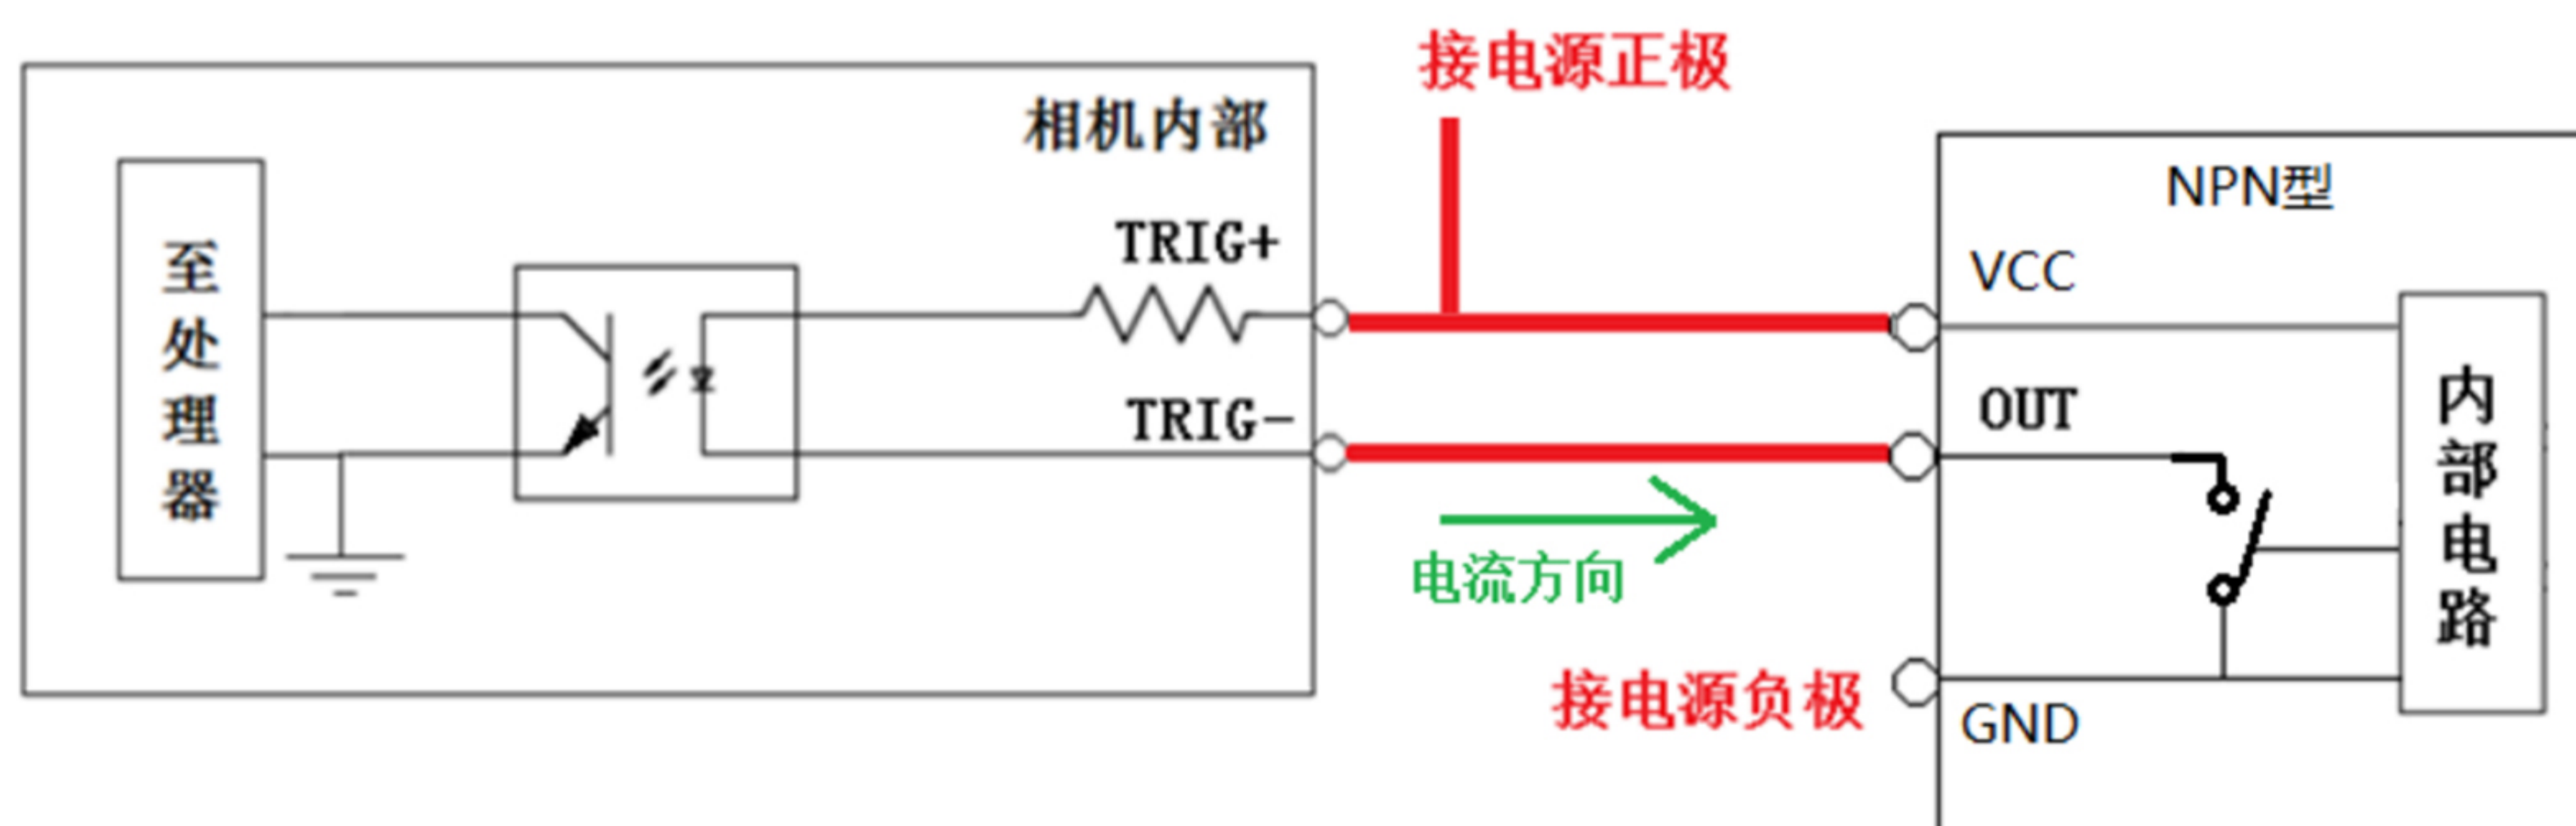 接电源正极
相机内部
NPN型
TRIG+
VCC
至处理器
TRIG-
OUT
内部电路
电流方向
接电源负极
GND